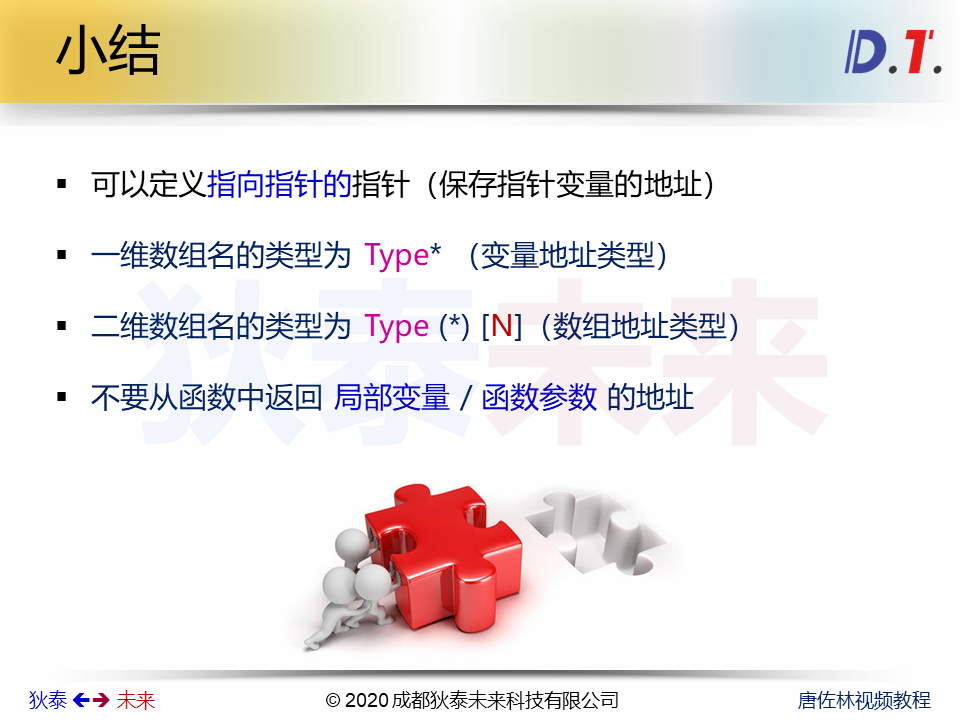 小结
D.T.
▪ 可以定义指向指针的指针（保存指针变量的地址）
▪ 一维数组名的类型为 Type* （变量地址类型）
▪ 二维数组名的类型为 Type (*) [N]（数组地址类型）
▪ 不要从函数中返回 局部变量 / 函数参数 的地址
狄泰未来
狄泰 🡸🡺 未来
© 2020 成都狄泰未来科技有限公司
唐佐林视频教程